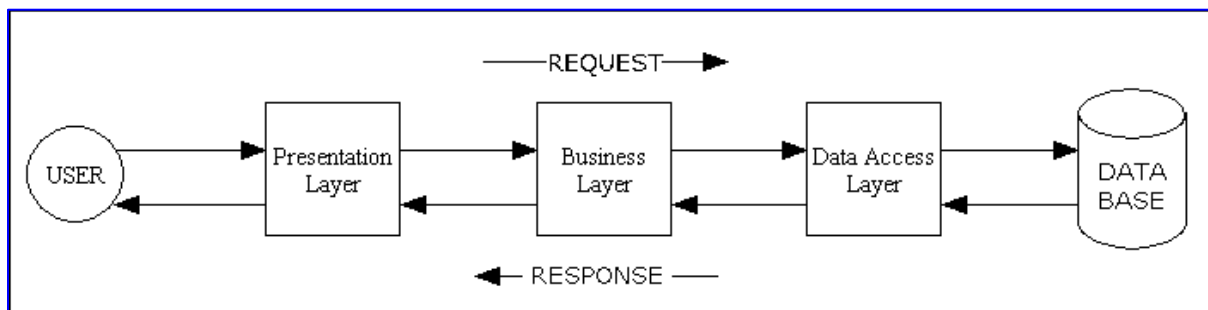 REQUEST
USER
Presentation
Layer
Business
Layer
Data Access
Layer
DATA
BASE
RESPONSE